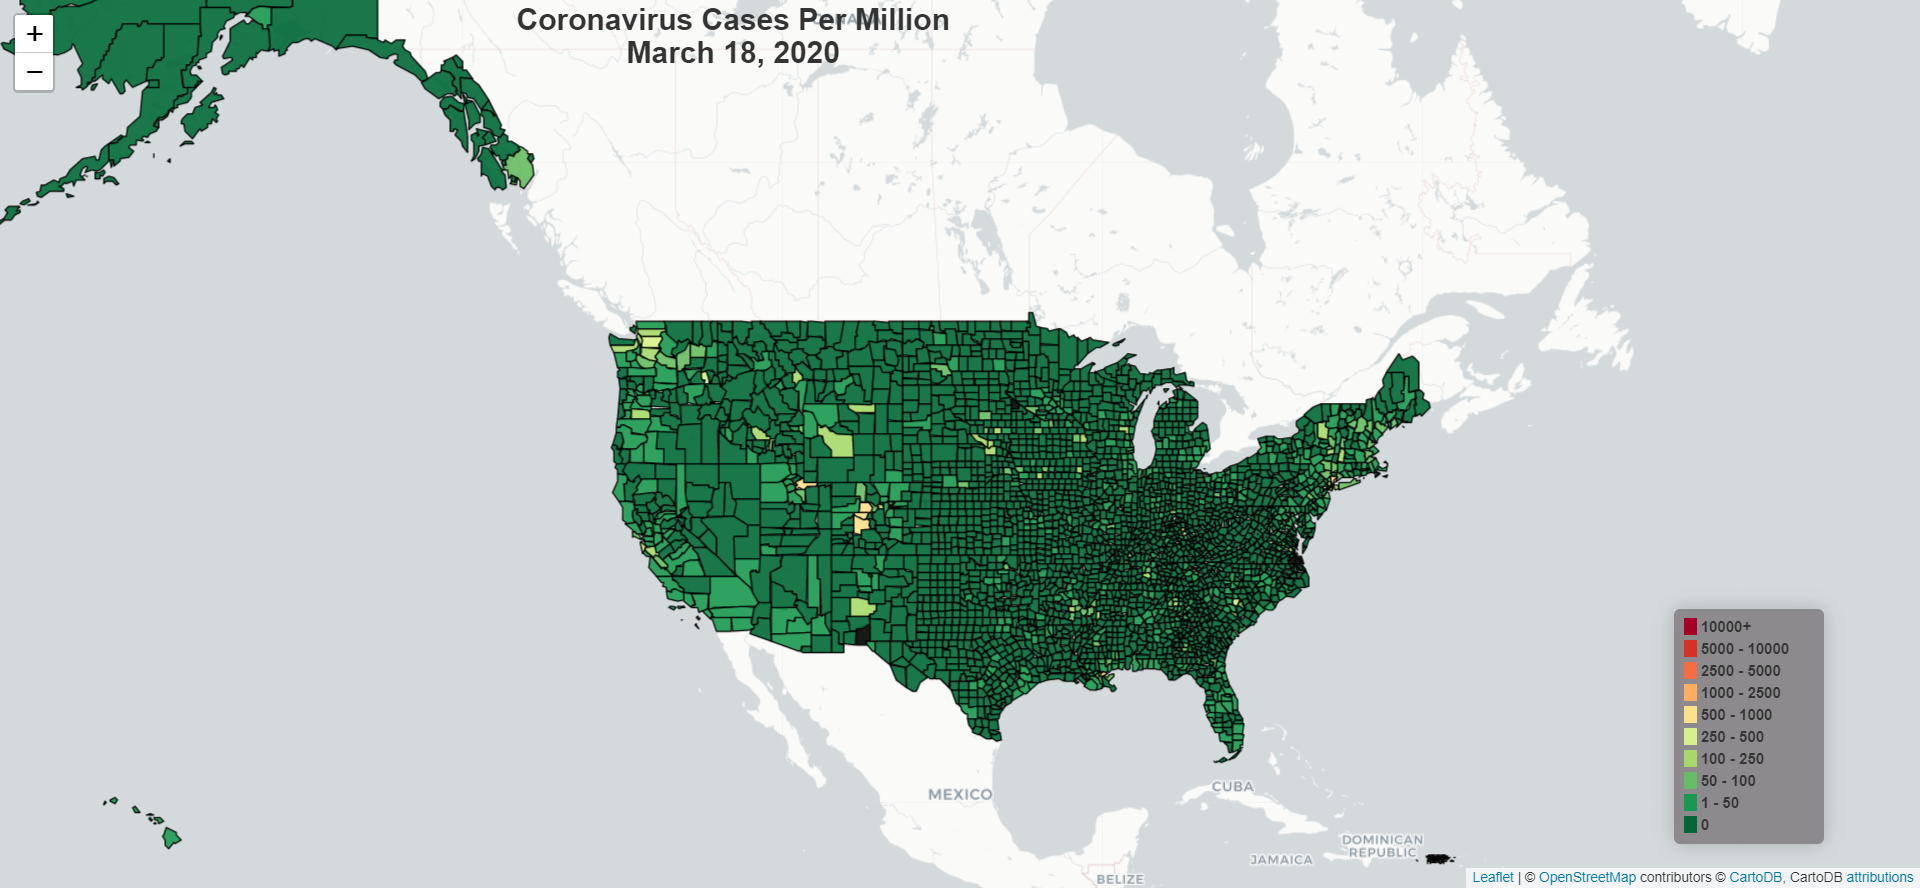 +
−
Coronavirus Cases Per Million
March 18, 2020
CANADA
MEXICO
CUBA
DOMINICAN
REPUBLIC
JAMAICA
BELIZE
10000+
5000 - 10000
2500 - 5000
1000 - 2500
500 - 1000
250 - 500
100 - 250
50 - 100
1 - 50
0
Leaflet | © OpenStreetMap contributors © CartoDB, CartoDB attributions